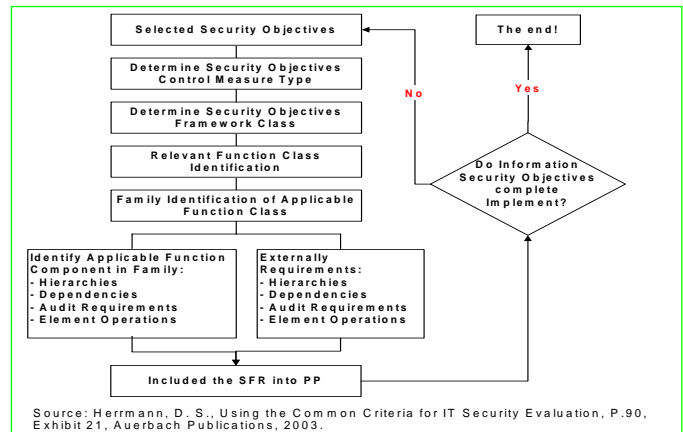 Selected Security Objectives
The end!
Determine Security Objectives
Control Measure Type
No
Yes
Determine Security Objectives
Framework Class
Relevant Function Class
Identification
Do Information
Security Objectives
complete
Implement?
Family Identification of Applicable
Function Class
Identify Applicable Function
Component in Family:
- Hierarchies
- Dependencies
- Audit Requirements
- Element Operations
Externally
Requirements:
- Hierarchies
- Dependencies
- Audit Requirements
- Element Operations
Included the SFR into PP
Source: Herrmann, D. S., Using the Common Criteria for IT Security Evaluation, P.90,
Exhibit 21, Auerbach Publications, 2003.